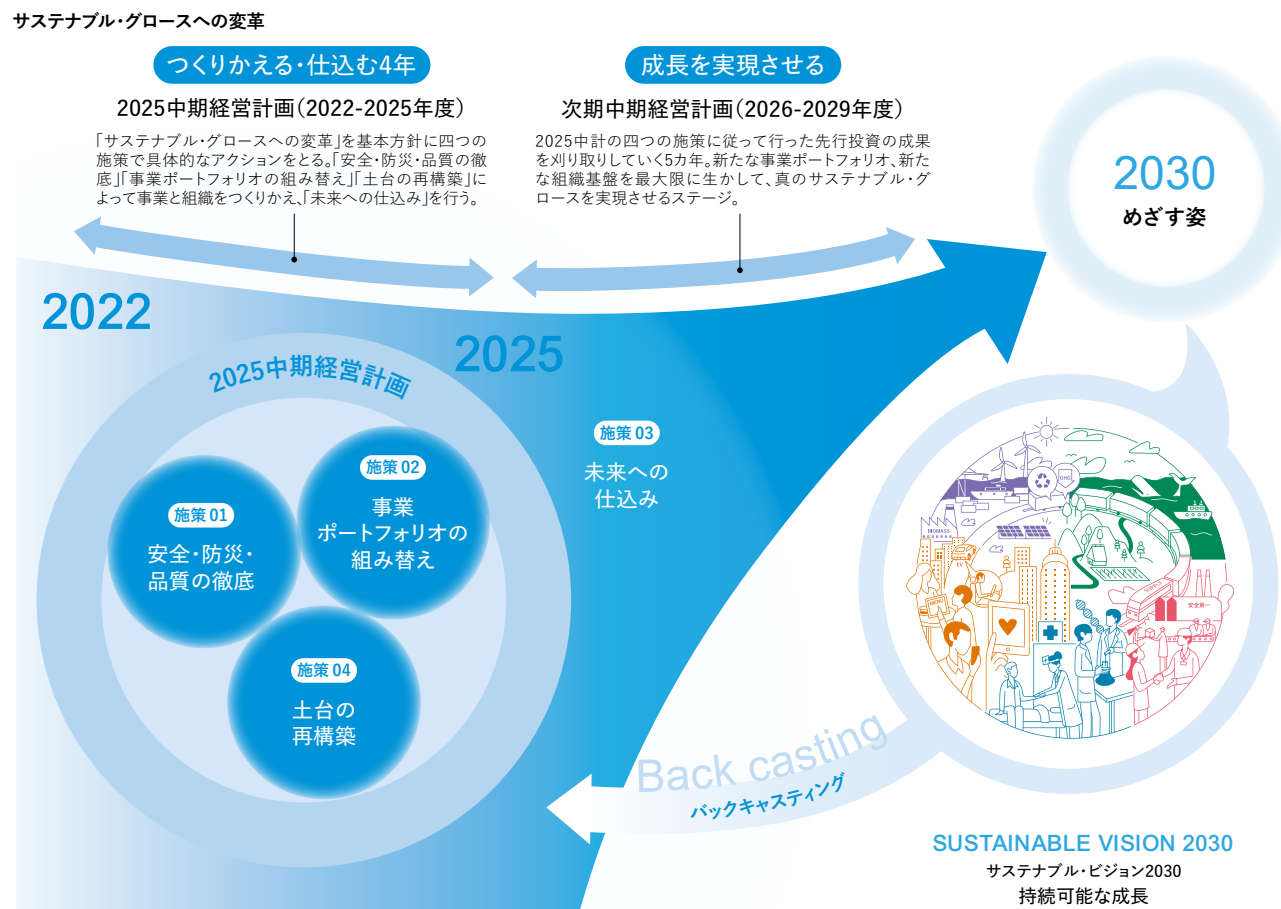 サステナブル・グロースへの変革
つくりかえる・仕込む4年
2025中期経営計画(2022-2025年度)
「サステナブル・グロースへの変革」を基本方針に四つの
施策で具体的なアクションをとる。「安全・防災・品質の徹
底」「事業ポートフォリオの組み替え」「土台の再構築」に
よって事業と組織をつくりかえ、「未来への仕込み」を行う。
成長を実現させる
次期中期経営計画(2026-2029年度)
2025中計の四つの施策に従って行った先行投資の成果
を刈り取りしていく5カ年。新たな事業ポートフォリオ、新た
な組織基盤を最大限に生かして、真のサステナブル・グ
ロースを実現させるステージ。
2030
めざす姿
2022
2025
2025中期経営計画
施策 01
安全・防災・
品質の徹底
施策 02
事業
ポートフォリオの
組み替え
施策 03
未来への
仕込み
施策 04
土台の
再構築
GHG
BIOMASS
EV
MENU
安全第一
Back casting
バックキャスティング
SUSTAINABLE VISION 2030
サステナブル・ビジョン2030
持続可能な成長